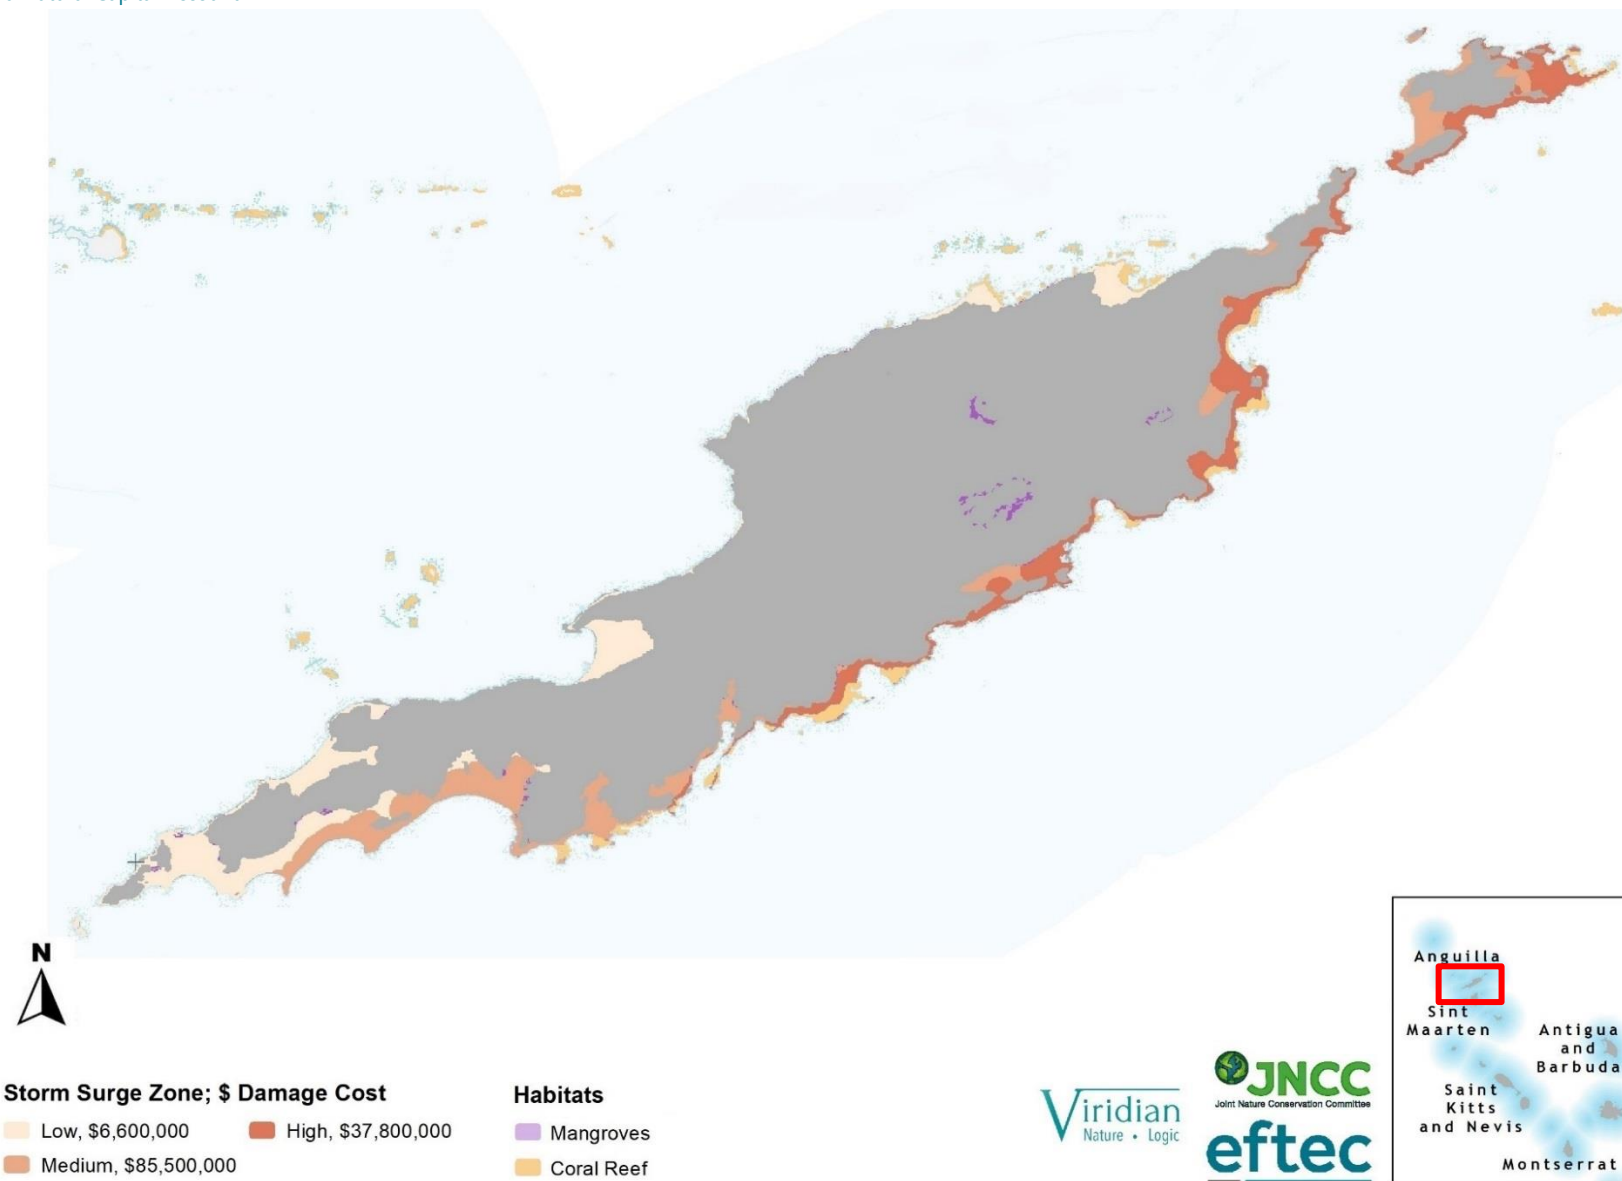 N
Anguilla
Sint
Maarten
Antigua
and
Barbuda
Saint
Kitts
and Nevis
Montserrat
Storm Surge Zone; $ Damage Cost
Low, $6,600,000
High, $37,800,000
Medium, $85,500,000
Habitats
Mangroves
Coral Reef
Viridian
Nature • Logic
JNCC
Joint Nature Conservation Committee
eftec